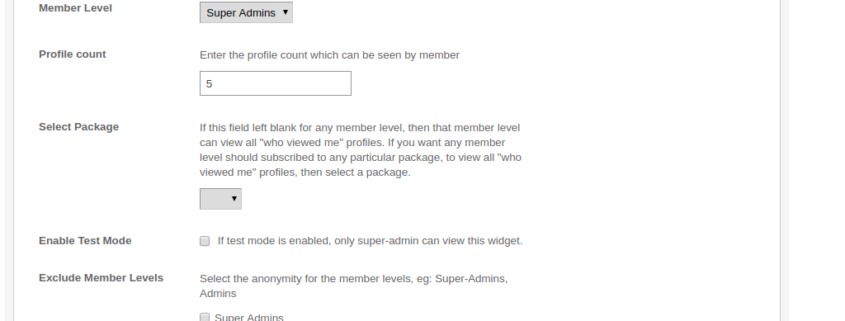 Member Level
Super Admins
Profile count
Enter the profile count which can be seen by member
5
Select Package
If this field left blank for any member level, then that member level
can view all "who viewed me" profiles. If you want any member
level should subscribed to any particular package, to view all "who
viewed me" profiles, then select a package.
Enable Test Mode
If test mode is enabled, only super-admin can view this widget.
Exclude Member Levels
Select the anonymity for the member levels, eg: Super-Admins,
Admins
Super Admins